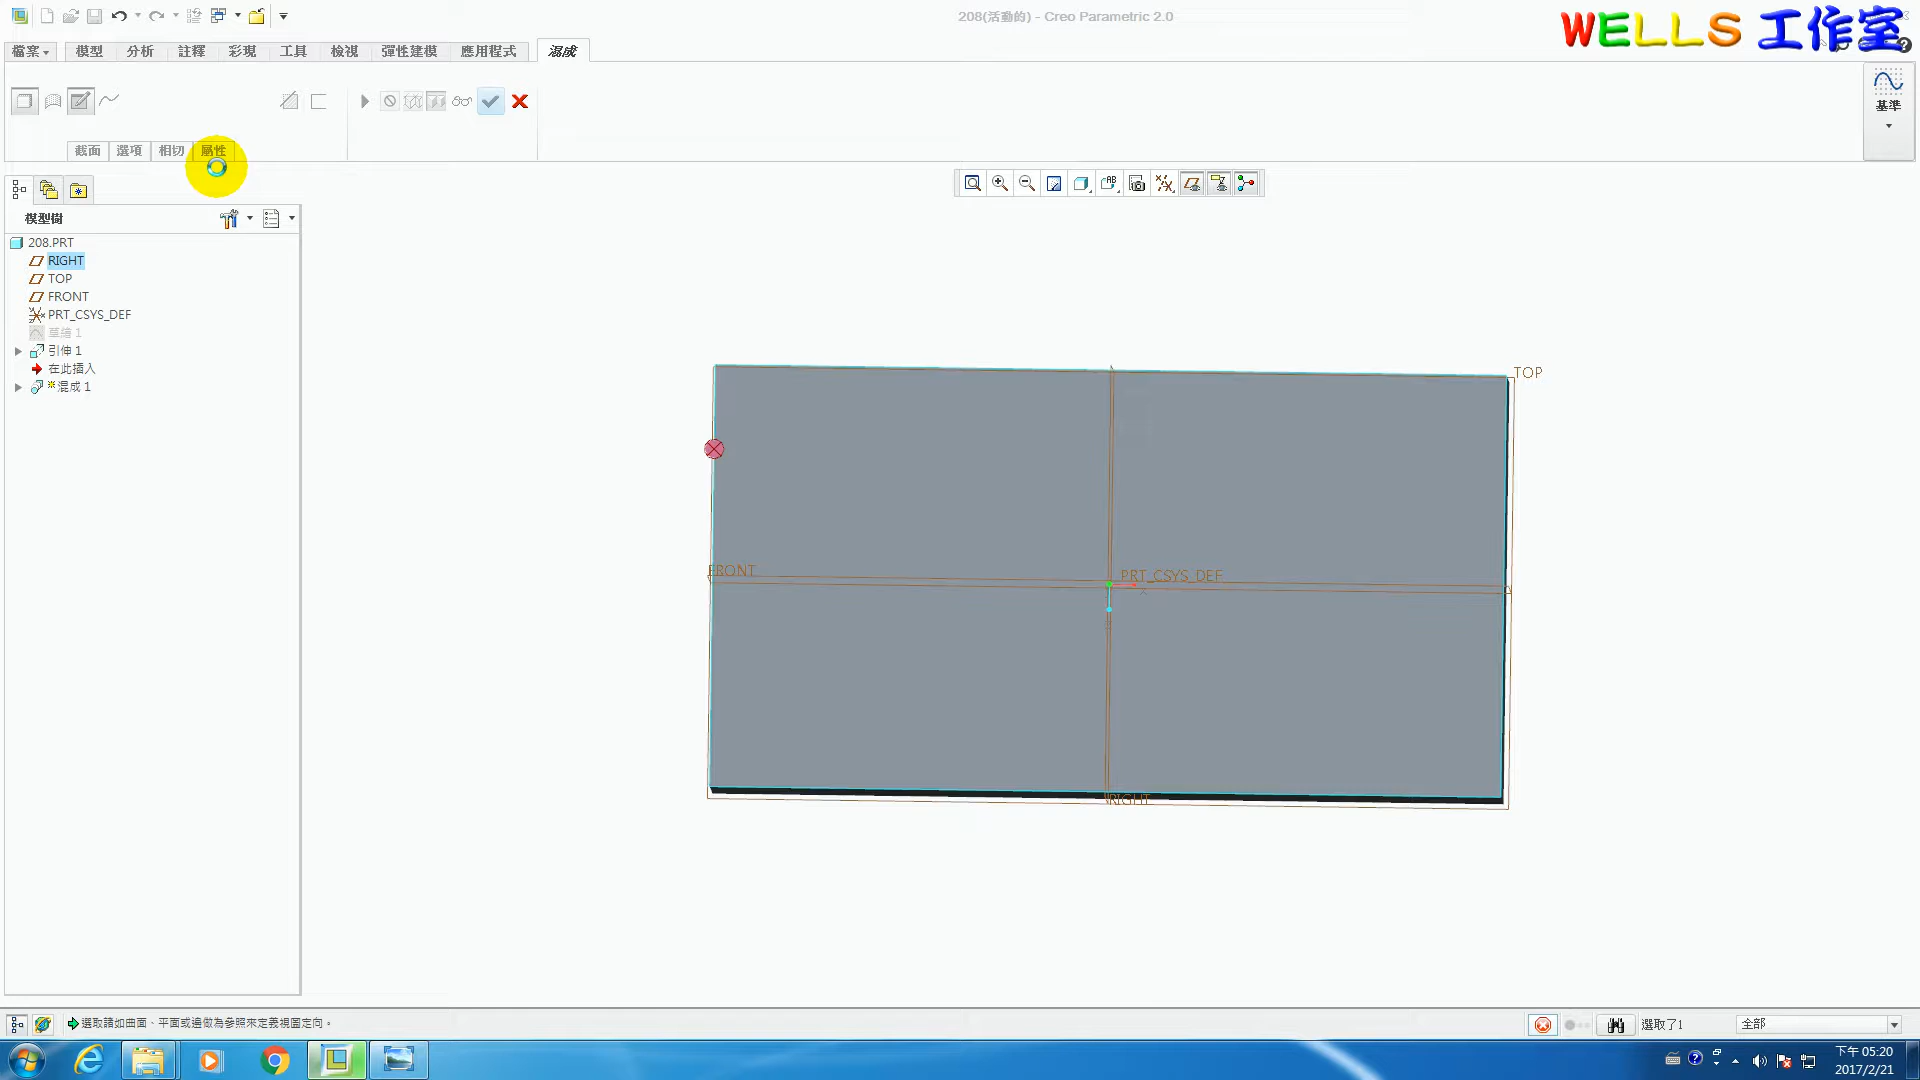 208(活動的) - Creo Parametric 2.0
WELLS 工作室
檔案 模型 分析 註釋 彩現 工具 檢視 彈性建模 應用程式 混成
基準
截面 選項 相切 屬性
模型樹
208.PRT
RIGHT
TOP
FRONT
PRT_CSYS_DEF
草繪 1
引伸 1
在此插入
混成 1
TOP
FRONT
PRT_CSYS_DEF
X
RIGHT
選取諸如曲面、平面或邊做為參照來定義視圖定向。
選取了1
全部
下午 05:20
2017/2/21